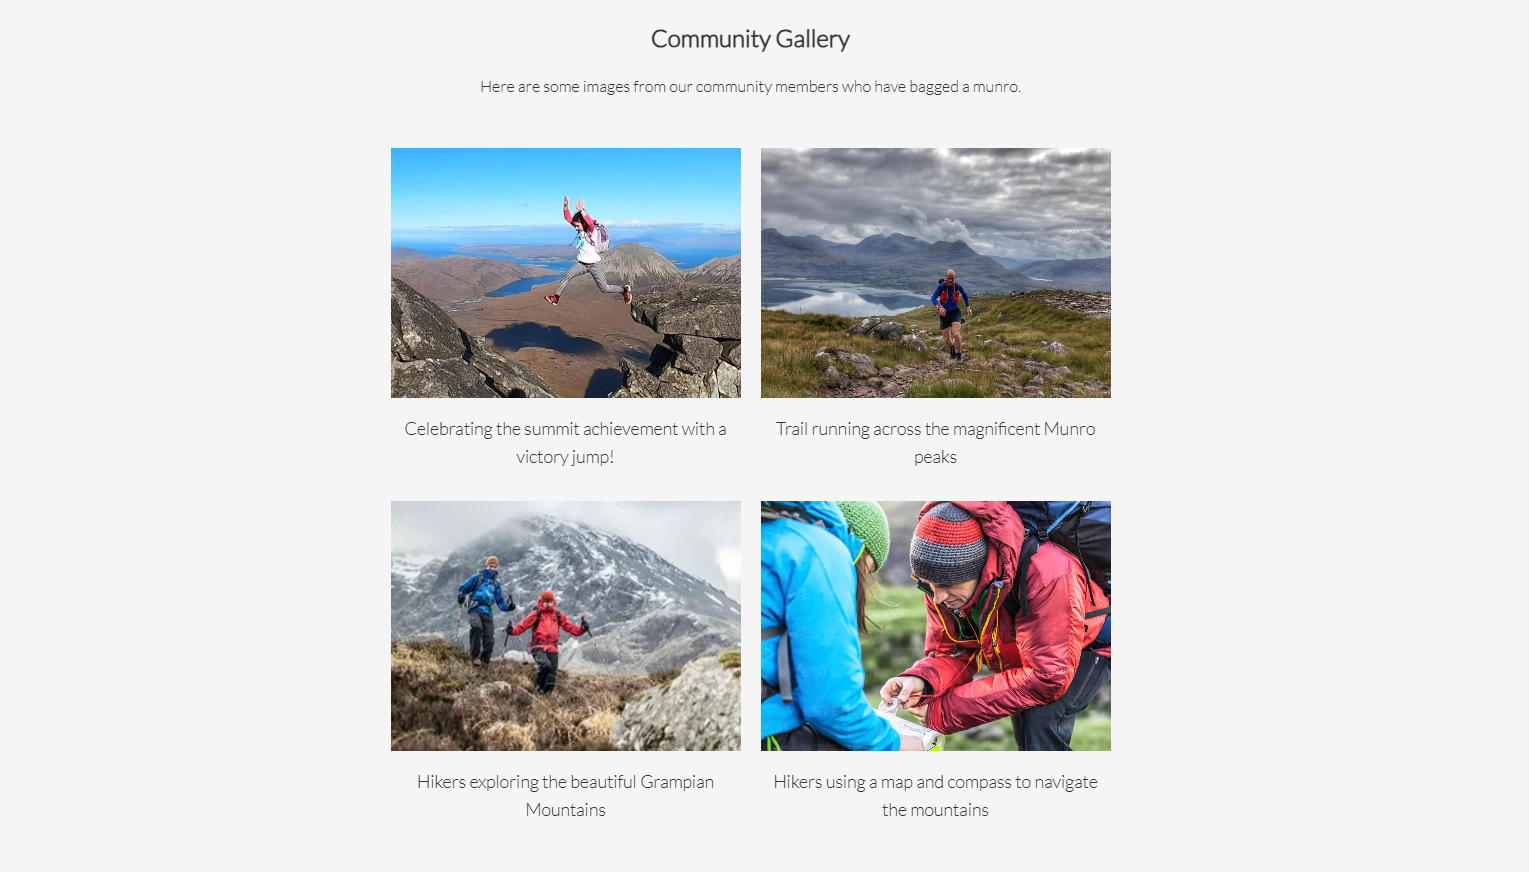 Community Gallery
Here are some images from our community members who have bagged a munro.
Celebrating the summit achievement with a
victory jump!
Trail running across the magnificent Munro
peaks
Hikers exploring the beautiful Grampian
Mountains
Hikers using a map and compass to navigate
the mountains